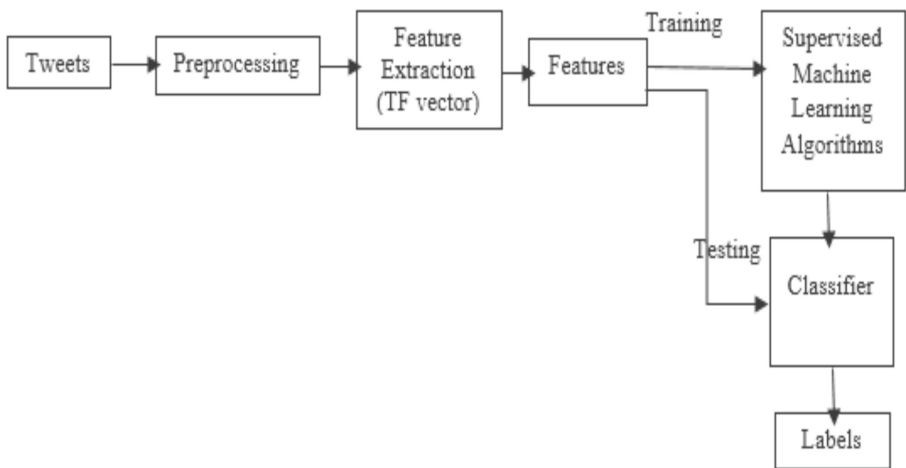 Tweets
Preprocessing
Feature
Extraction
(TF vector)
Features
Training
Supervised
Machine
Learning
Algorithms
Testing
Classifier
Labels